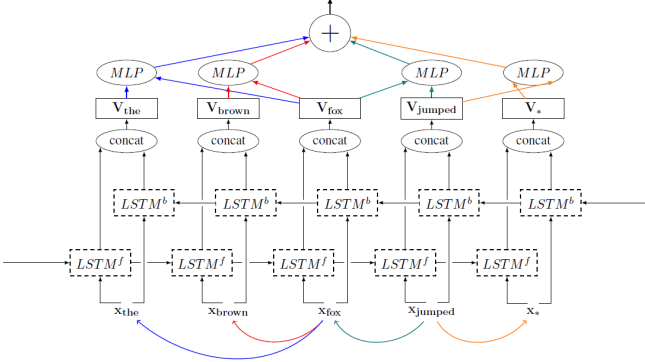 +
MLP MLP MLP MLP
V_the V_brown V_fox V_jumped V_*
concat concat concat concat concat
LSTM^b LSTM^b LSTM^b LSTM^b LSTM^b
LSTM^f LSTM^f LSTM^f LSTM^f LSTM^f
x_the x_brown x_fox x_jumped x_*